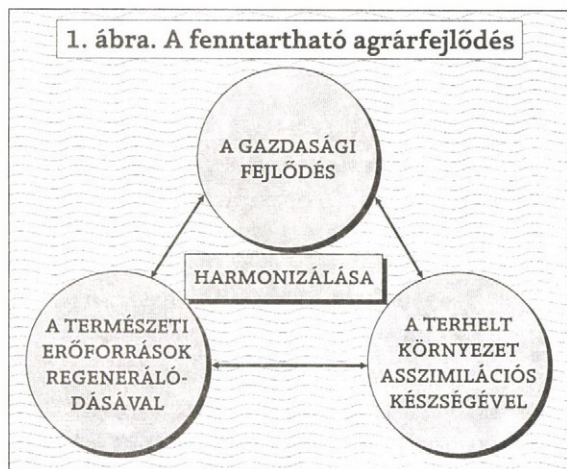 1. ábra. A fenntartható agrárfejlődés
A GAZDASÁGI
FEJLŐDÉS
HARMONIZÁLÁSA
A TERMÉSZETI
ERŐFORRÁSOK
REGENERÁLÓ-
DÁSÁVAL
A TERHELT
KÖRNYEZET
ASSZIMILÁCIÓS
KÉSZSÉGÉVEL